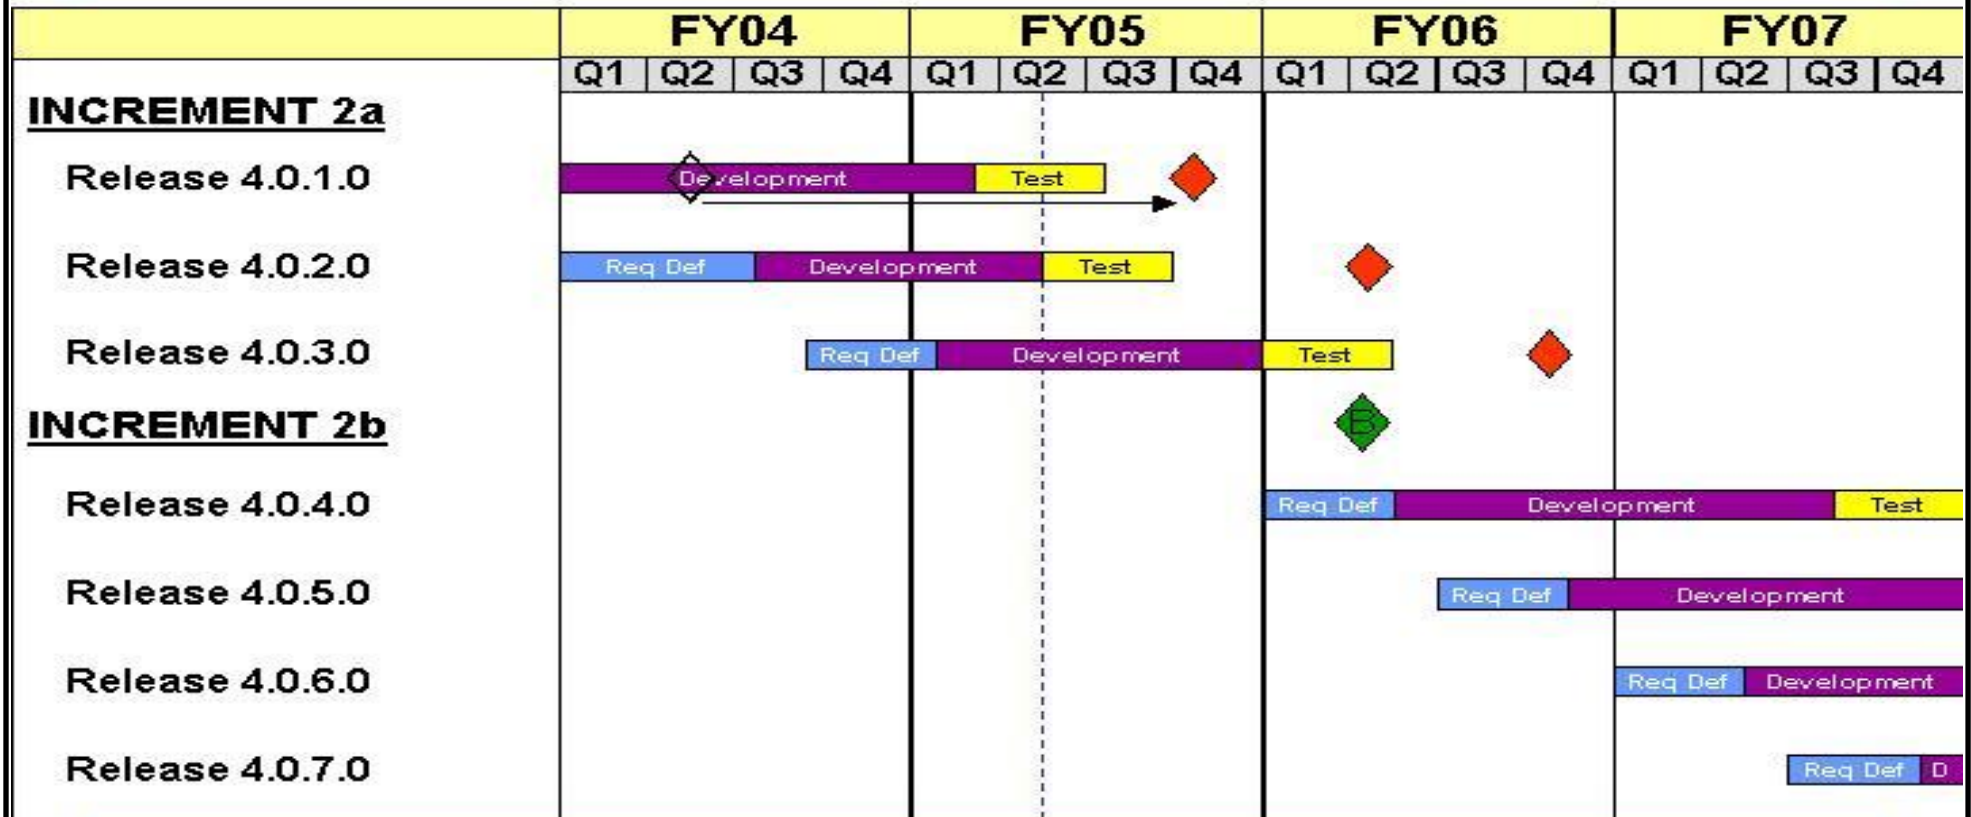 FY04 FY05 FY06 FY07
Q1 Q2 Q3 Q4 Q1 Q2 Q3 Q4 Q1 Q2 Q3 Q4 Q1 Q2 Q3 Q4
INCREMENT 2a
Release 4.0.1.0 Development Test
Release 4.0.2.0 Req Def Development Test
Release 4.0.3.0 Req Def Development Test
INCREMENT 2b B
Release 4.0.4.0 Req Def Development Test
Release 4.0.5.0 Req Def Development
Release 4.0.6.0 Req Def Development
Release 4.0.7.0 Req Def D